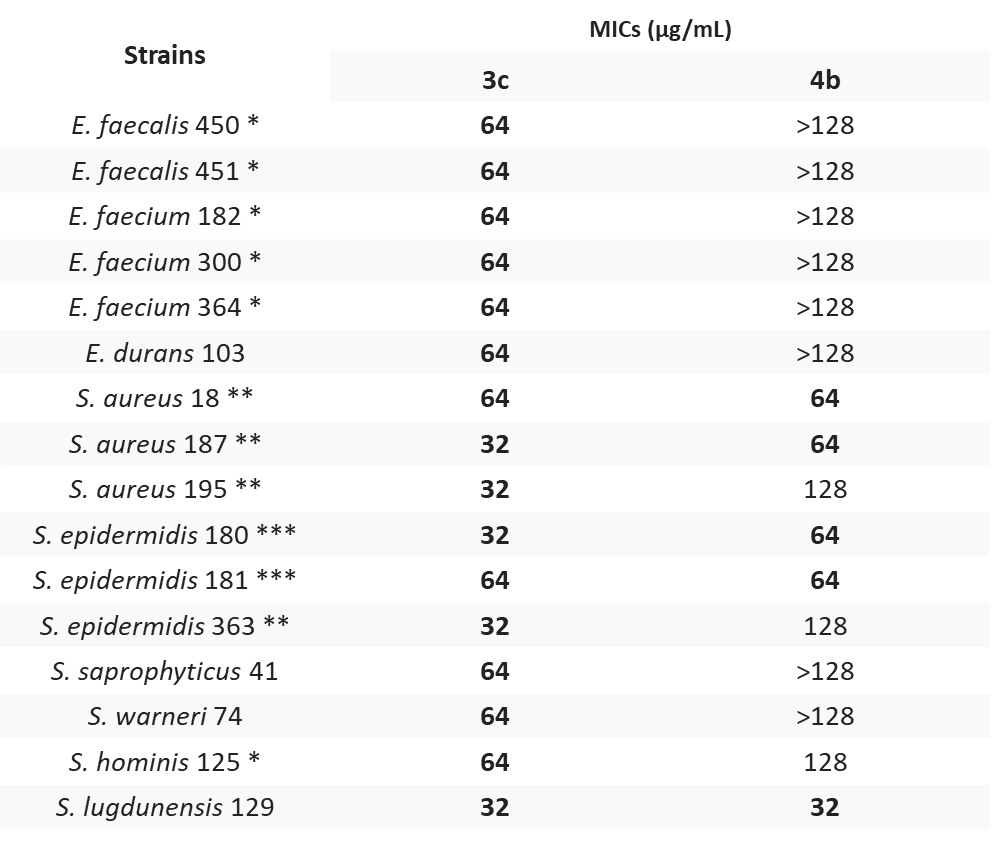 MICs (µg/mL)
Strains
3c 4b
E. faecalis 450 * 64 >128
E. faecalis 451 * 64 >128
E. faecium 182 * 64 >128
E. faecium 300 * 64 >128
E. faecium 364 * 64 >128
E. durans 103 64 >128
S. aureus 18 ** 64 64
S. aureus 187 ** 32 64
S. aureus 195 ** 32 128
S. epidermidis 180 *** 32 64
S. epidermidis 181 *** 64 64
S. epidermidis 363 ** 32 128
S. saprophyticus 41 64 >128
S. warneri 74 64 >128
S. hominis 125 * 64 128
S. lugdunensis 129 32 32